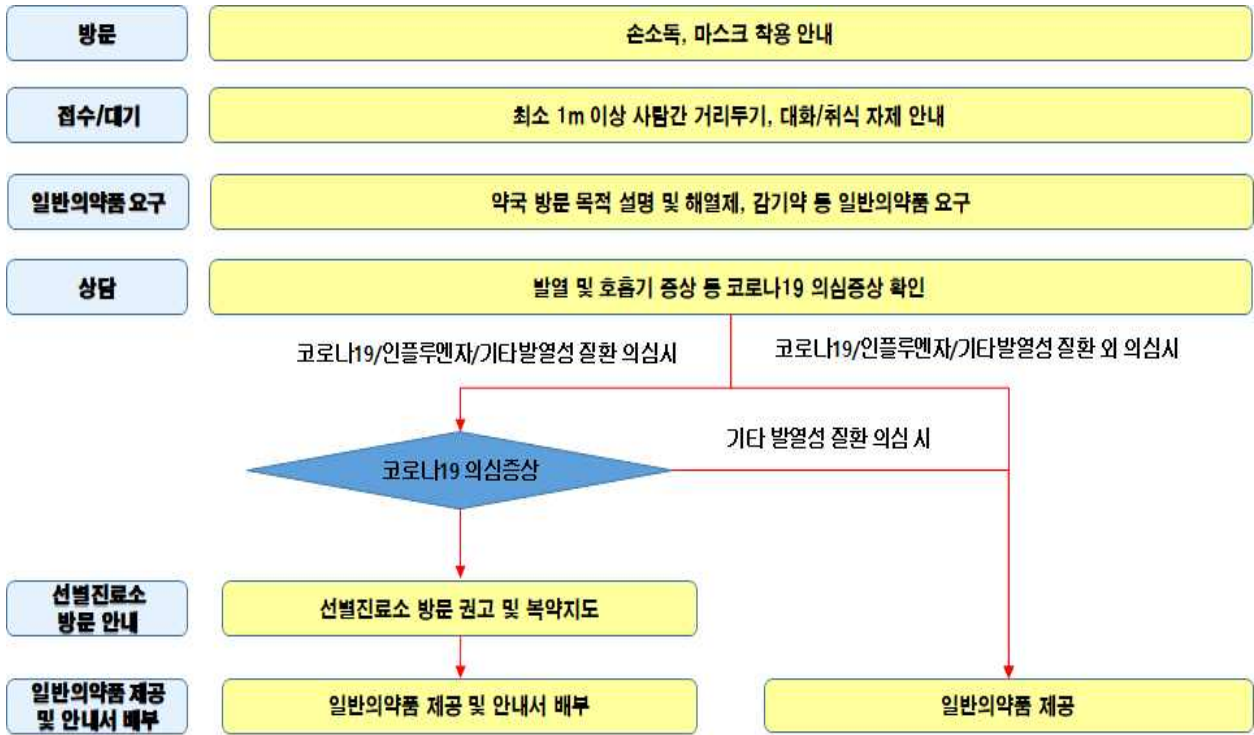 방문
손소독, 마스크 착용 안내
접수/대기
최소 1m 이상 사람간 거리두기, 대화/취식 자제 안내
일반의약품 요구
약국 방문 목적 설명 및 해열제, 감기약 등 일반의약품 요구
상담
발열 및 호흡기 증상 등 코로나19 의심증상 확인
코로나19/인플루엔자/기타발열성 질환 의심시
코로나19/인플루엔자/기타발열성 질환 외 의심시
기타 발열성 질환 의심 시
코로나19 의심증상
선별진료소
방문 안내
선별진료소 방문 권고 및 복약지도
일반의약품 제공
및 안내서 배부
일반의약품 제공 및 안내서 배부
일반의약품 제공